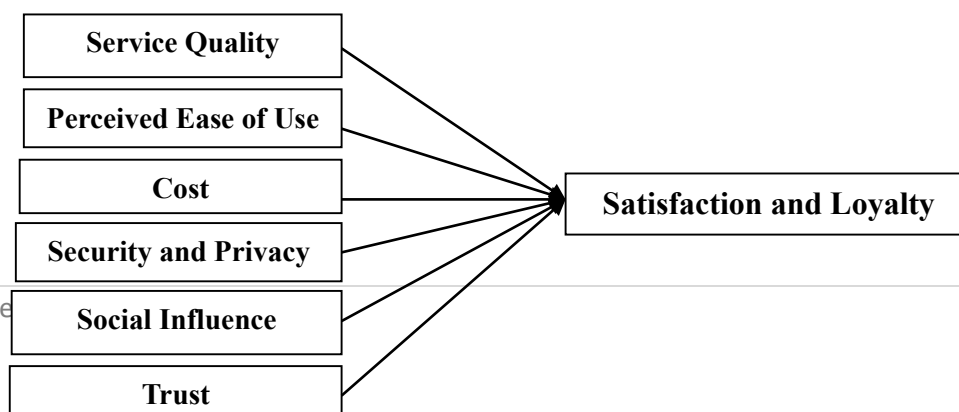 Service Quality
Perceived Ease of Use
Cost
Satisfaction and Loyalty
Security and Privacy
Social Influence
Trust